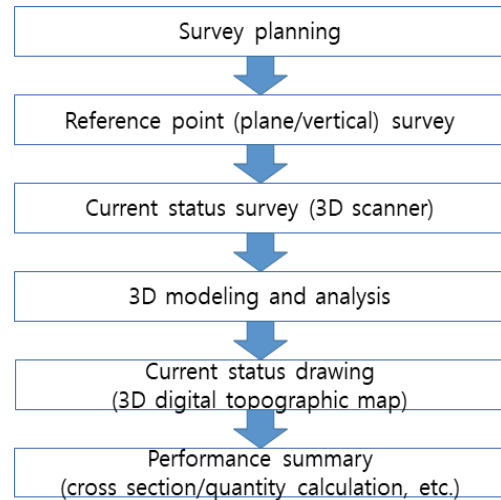 Survey planning
Reference point (plane/vertical) survey
Current status survey (3D scanner)
3D modeling and analysis
Current status drawing
(3D digital topographic map)
Performance summary
(cross section/quantity calculation, etc.)